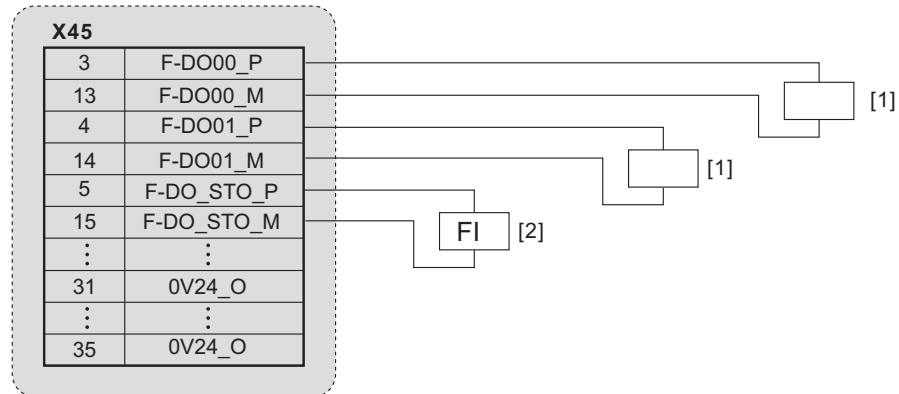 X45
3 F-DO00_P
13 F-DO00_M
4 F-DO01_P
14 F-DO01_M
5 F-DO_STO_P
15 F-DO_STO_M
⋮ ⋮
31 0V24_O
⋮ ⋮
35 0V24_O
[1]
[1]
FI [2]